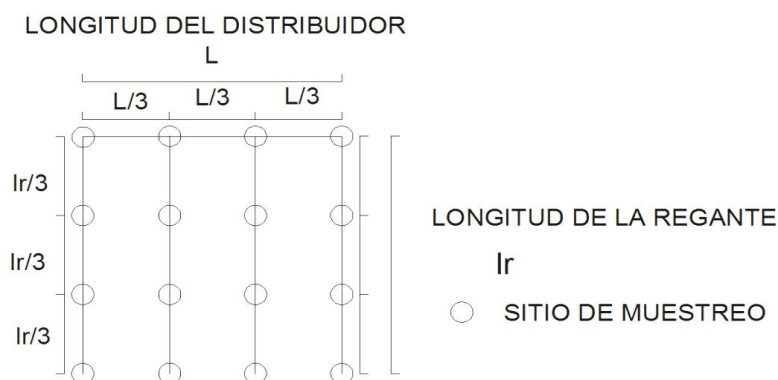 LONGITUD DEL DISTRIBUIDOR
L
L/3
L/3
L/3
lr/3
lr/3
lr/3
LONGITUD DE LA REGANTE
lr
SITIO DE MUESTREO